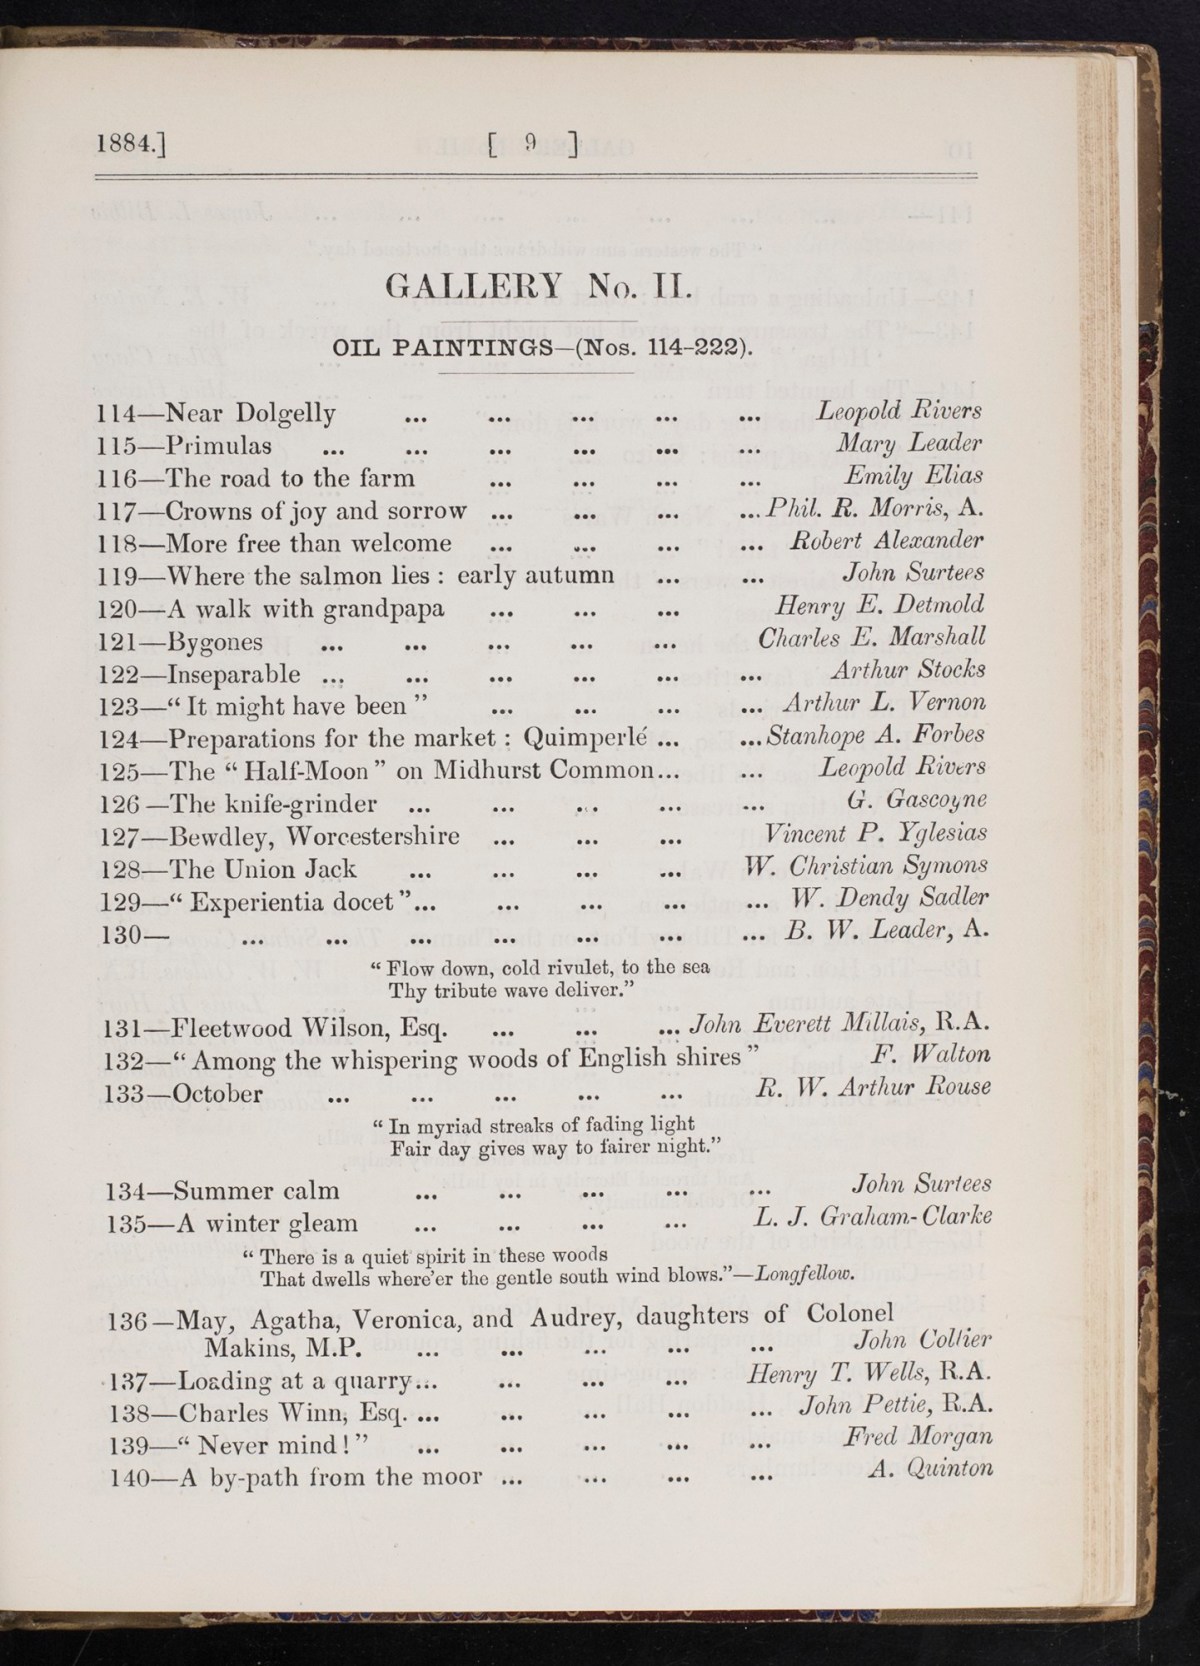 1884.] [ 9 ]
GALLERY No. II.
OIL PAINTINGS—(Nos. 114-222).
114—Near Dolgelly ... ... ... ... ... Leopold Rivers
115—Primulas ... ... ... ... ... ... Mary Leader
116—The road to the farm ... ... ... ... Emily Elias
117—Crowns of joy and sorrow ... ... ... ... Phil. R. Morris, A.
118—More free than welcome ... ... ... ... Robert Alexander
119—Where the salmon lies : early autumn ... ... John Surtees
120—A walk with grandpapa ... ... ... Henry E. Detmold
121—Bygones ... ... ... ... ... Charles E. Marshall
122—Inseparable ... ... ... ... ... ... Arthur Stocks
123—“ It might have been ” ... ... ... ... Arthur L. Vernon
124—Preparations for the market : Quimperlé ... ... Stanhope A. Forbes
125—The “ Half-Moon ” on Midhurst Common... ... Leopold Rivers
126—The knife-grinder ... ... ... ... ... G. Gascoyne
127—Bewdley, Worcestershire ... ... ... Vincent P. Yglesias
128—The Union Jack ... ... ... ... W. Christian Symons
129—“ Experientia docet ”... ... ... ... ... W. Dendy Sadler
130— ... ... ... ... ... ... ... B. W. Leader, A.
“ Flow down, cold rivulet, to the sea
Thy tribute wave deliver.”
131—Fleetwood Wilson, Esq. ... ... ... John Everett Millais, R.A.
132—“ Among the whispering woods of English shires ” F. Walton
133—October ... ... ... ... ... R. W. Arthur Rouse
“ In myriad streaks of fading light
Fair day gives way to fairer night.”
134—Summer calm ... ... ... ... ... John Surtees
135—A winter gleam ... ... ... ... L. J. Graham-Clarke
“ There is a quiet spirit in these woods
That dwells where’er the gentle south wind blows.”—Longfellow.
136—May, Agatha, Veronica, and Audrey, daughters of Colonel
Makins, M.P. ... ... ... ... ... John Collier
137—Loading at a quarry... ... ... ... Henry T. Wells, R.A.
138—Charles Winn, Esq. ... ... ... ... ... John Pettie, R.A.
139—“ Never mind ! ” ... ... ... ... ... Fred Morgan
140—A by-path from the moor ... ... ... ... A. Quinton